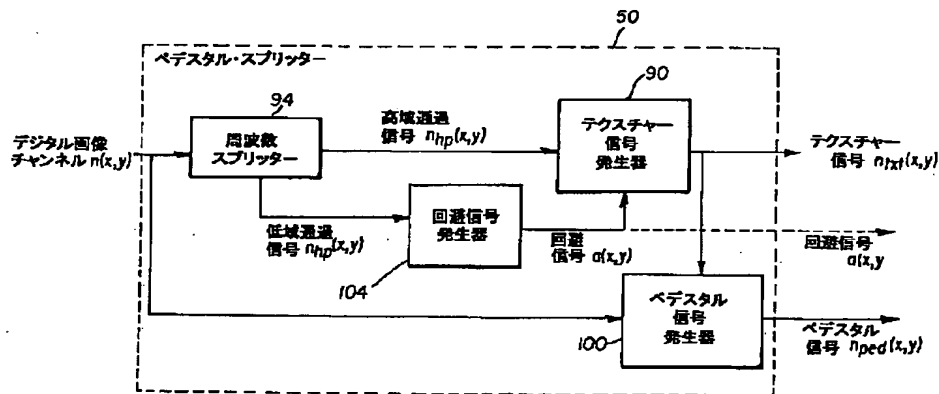 50
ペデスタル・スプリッター
94
90
デジタル画像
チャンネル n(x,y)
周波数
スプリッター
高域通過
信号 nhp(x,y)
テクスチャー
信号
発生器
テクスチャー
信号 ntxt(x,y)
低域通過
信号 nhp(x,y)
回避信号
発生器
104
回避
信号 a(x,y)
回避信号
a(x,y
ペデスタル
信号
発生器
100
ペデスタル
信号 nped(x,y)